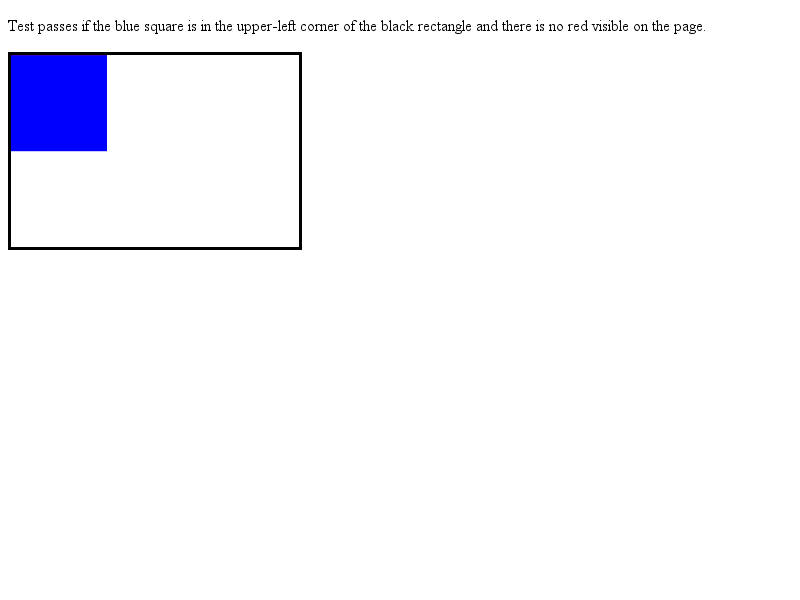 Test passes if the blue square is in the upper-left corner of the black rectangle and there is no red visible on the page.